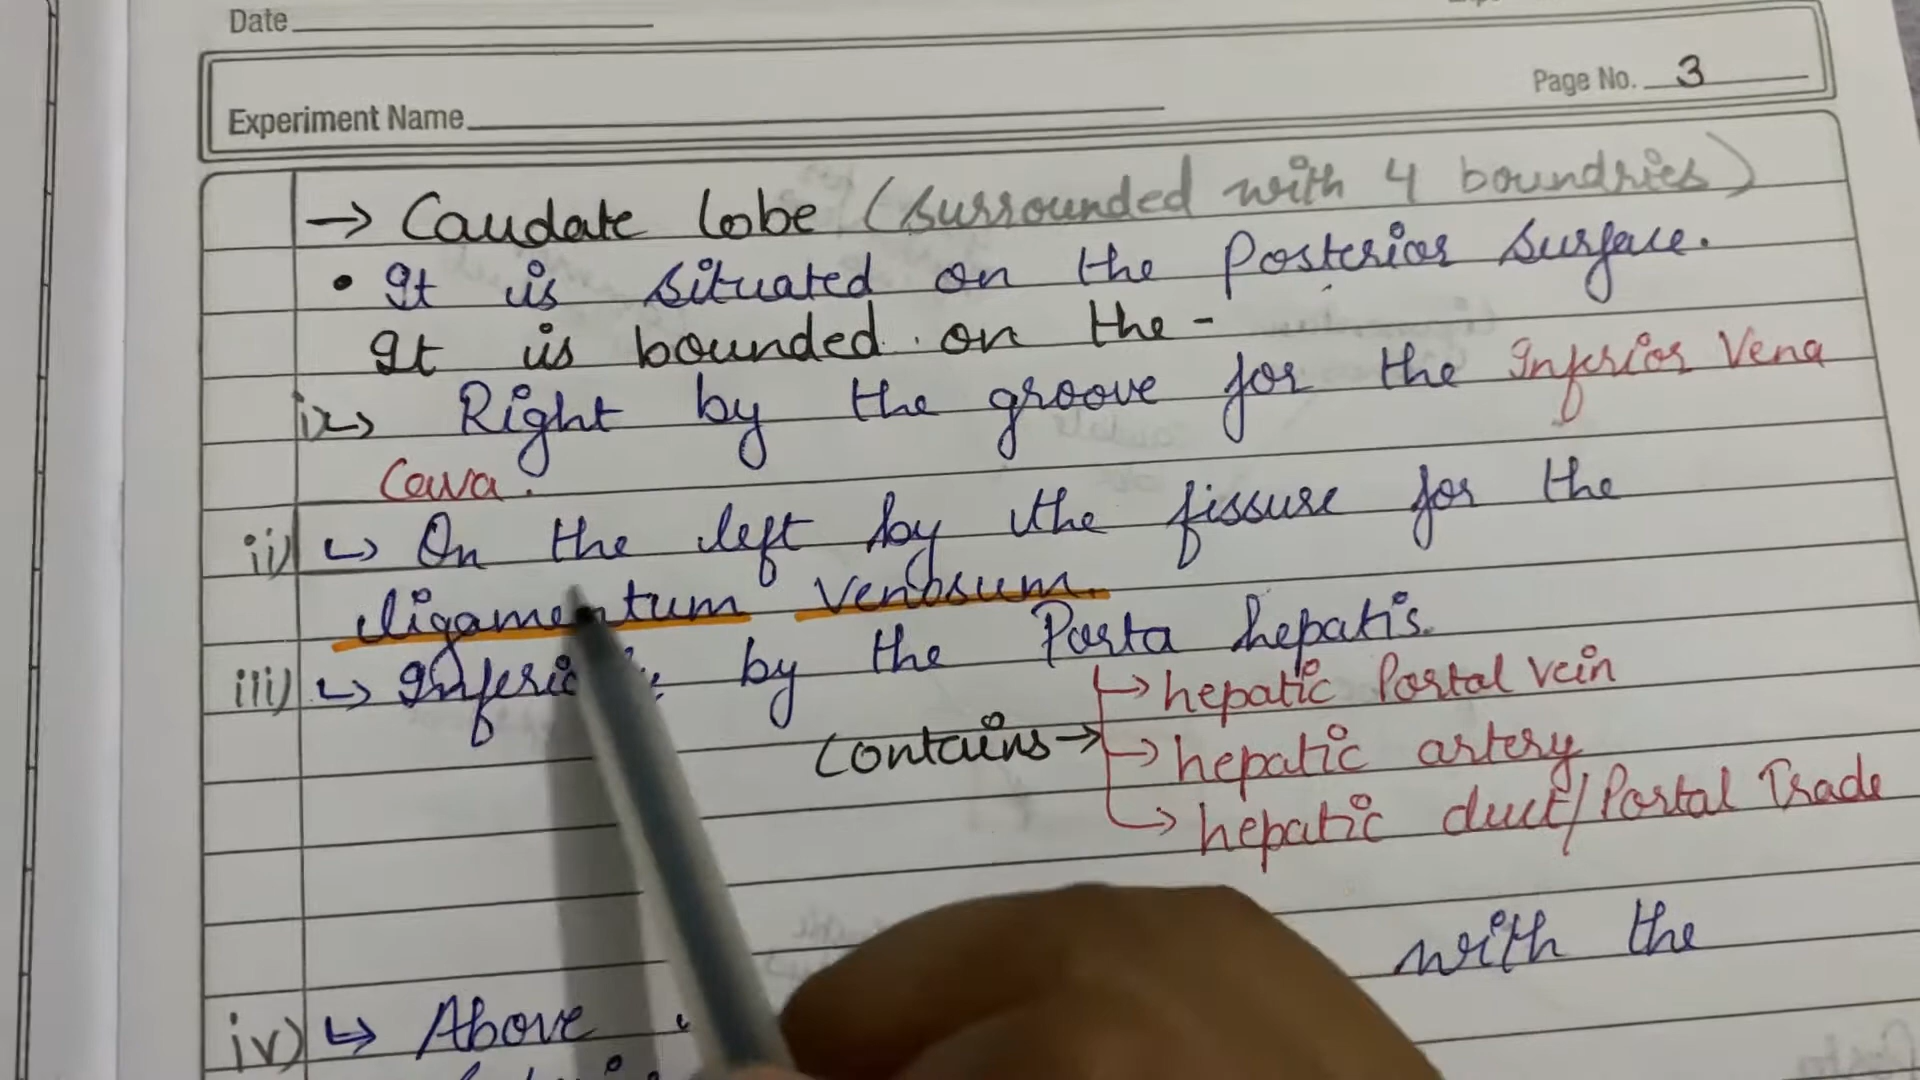 Date
Page No. 3
Experiment Name
→ Caudate lobe (surrounded with 4 boundries)
• It is situated on the Posterior surface.
It is bounded on the -
i↳ Right by the groove for the Inferior Vena
Cava.
ii) ↳ On the left by the fissure for the
ligamentum venosum.
iii) ↳ by the Porta hepatis.
Contains → → hepatic Portal vein
→ hepatic artery
→ hepatic duct/Portal Trade
with the
iv) ↳ Above